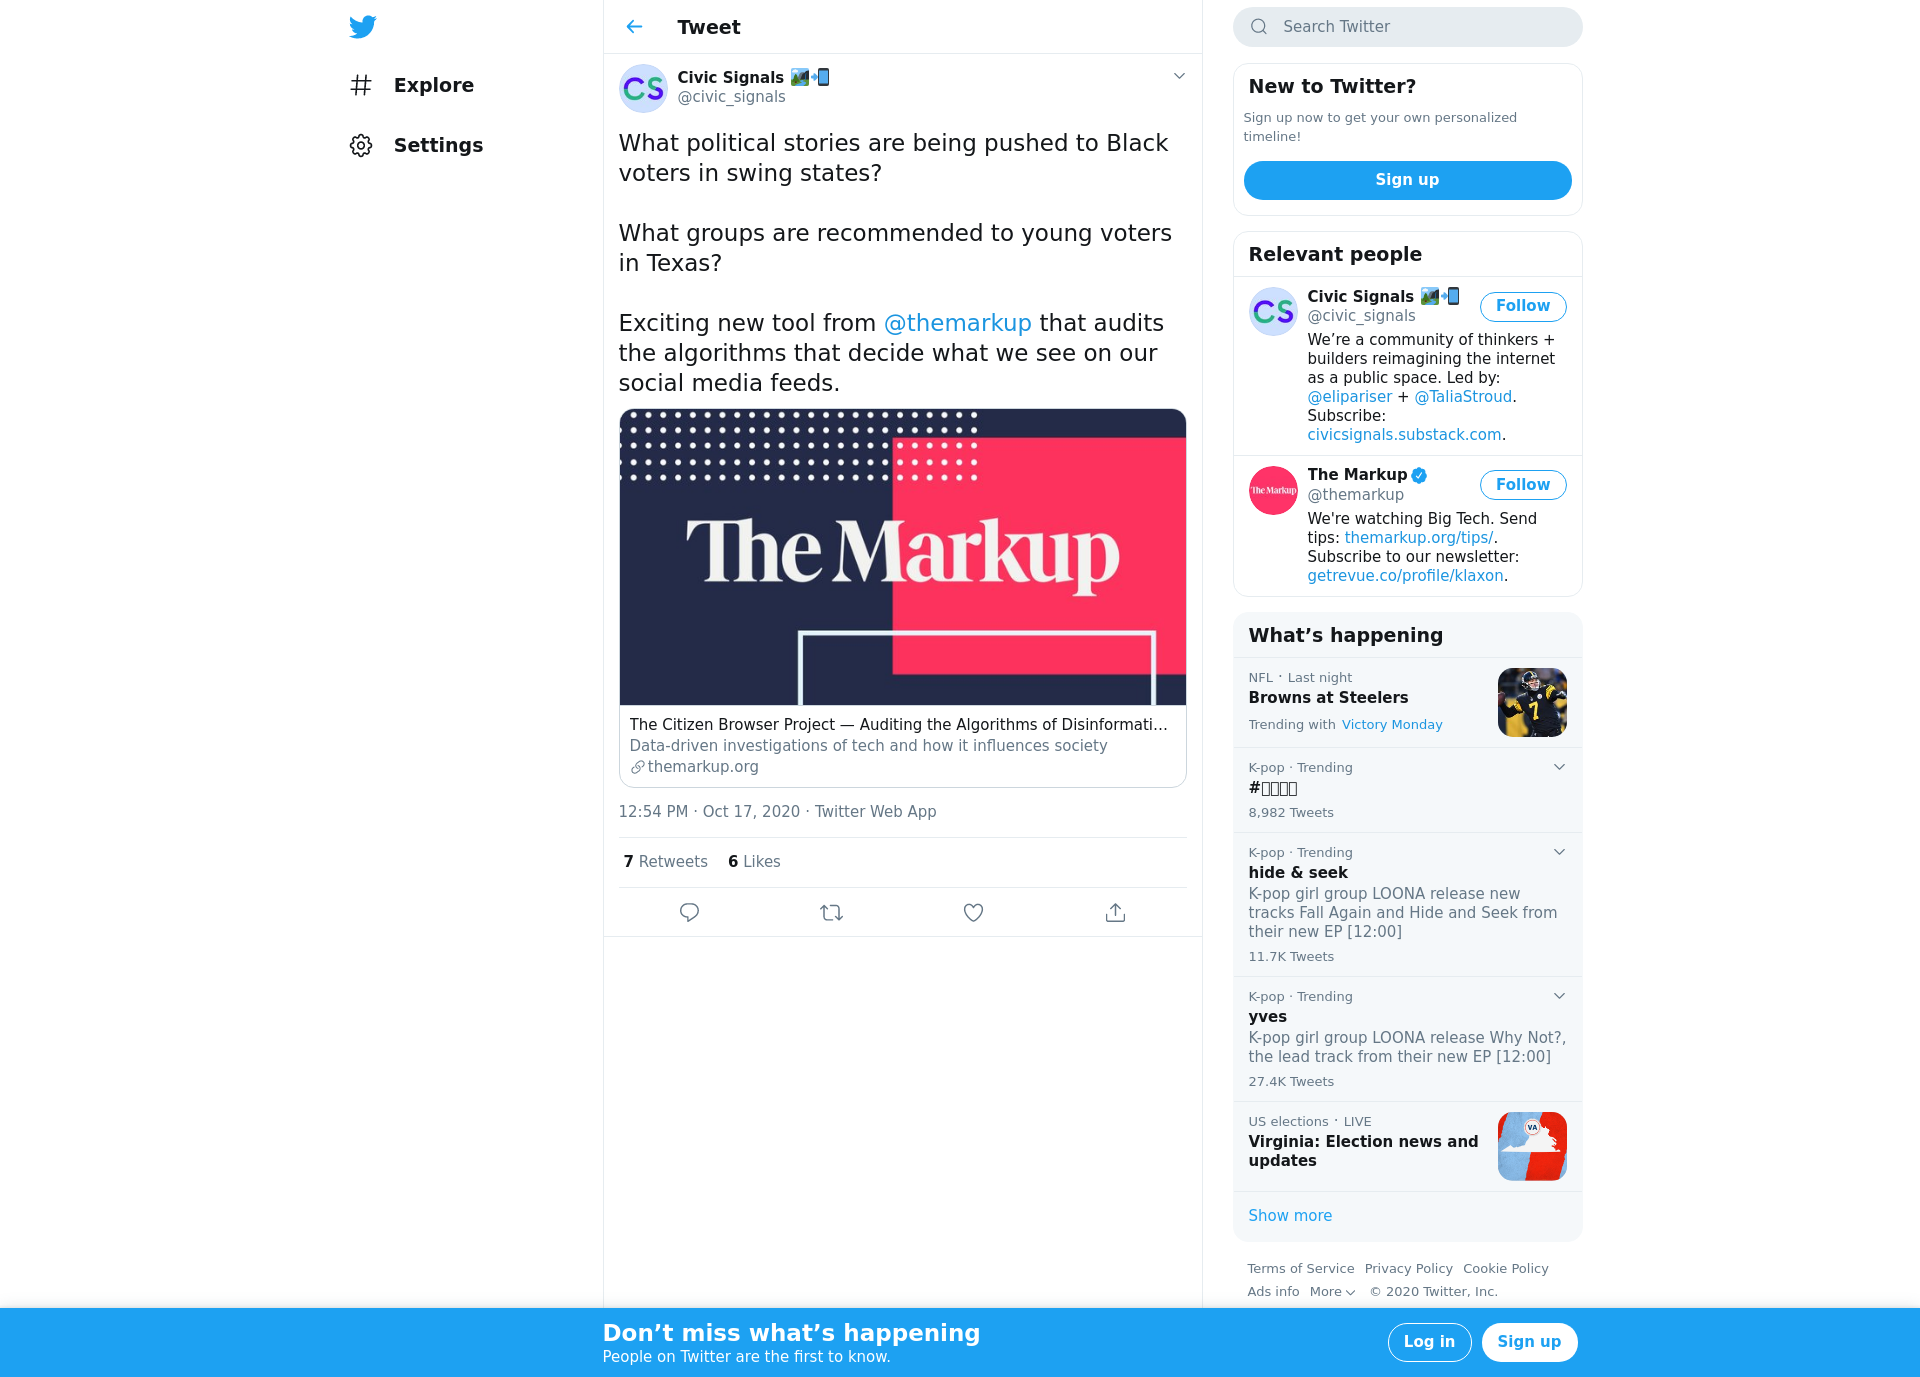 Explore
Settings
Tweet
Civic Signals
@civic_signals
What political stories are being pushed to Black
voters in swing states?
What groups are recommended to young voters
in Texas?
Exciting new tool from @themarkup that audits
the algorithms that decide what we see on our
social media feeds.
The Markup
The Citizen Browser Project — Auditing the Algorithms of Disinformati...
Data-driven investigations of tech and how it influences society
themarkup.org
12:54 PM · Oct 17, 2020 · Twitter Web App
7 Retweets 6 Likes
Search Twitter
New to Twitter?
Sign up now to get your own personalized
timeline!
Sign up
Relevant people
CS
Civic Signals
@civic_signals
Follow
We’re a community of thinkers +
builders reimagining the internet
as a public space. Led by:
@elipariser + @TaliaStroud.
Subscribe:
civicsignals.substack.com.
The Markup
The Markup
@themarkup
Follow
We're watching Big Tech. Send
tips: themarkup.org/tips/.
Subscribe to our newsletter:
getrevue.co/profile/klaxon.
What’s happening
NFL · Last night
Browns at Steelers
Trending with Victory Monday
K-pop · Trending
#
8,982 Tweets
K-pop · Trending
hide & seek
K-pop girl group LOONA release new
tracks Fall Again and Hide and Seek from
their new EP [12:00]
11.7K Tweets
K-pop · Trending
yves
K-pop girl group LOONA release Why Not?,
the lead track from their new EP [12:00]
27.4K Tweets
US elections · LIVE
Virginia: Election news and
updates
VA
Show more
Terms of Service Privacy Policy Cookie Policy
Ads info More © 2020 Twitter, Inc.
Don’t miss what’s happening
People on Twitter are the first to know.
Log in
Sign up